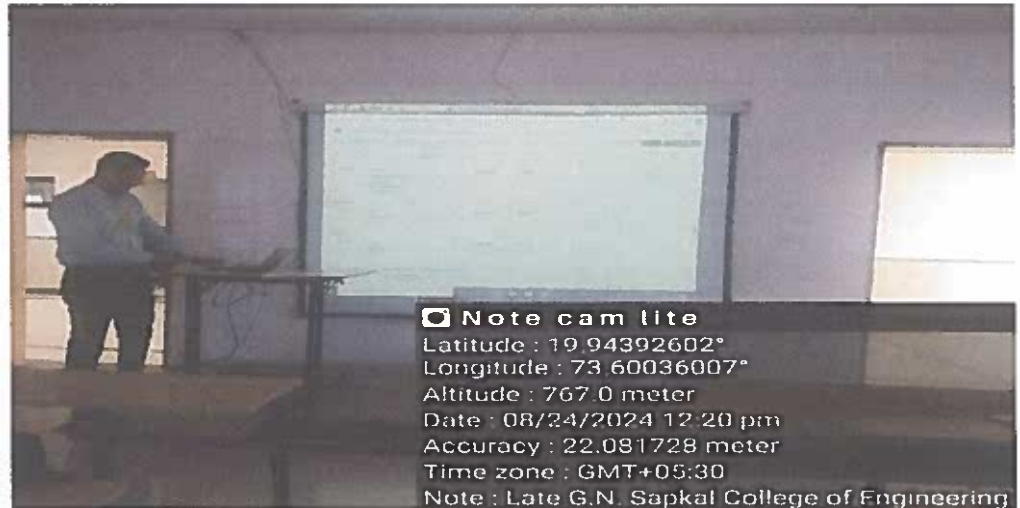 Note cam lite
Latitude : 19.94392602°
Longitude : 73.60036007°
Altitude : 767.0 meter
Date : 08/24/2024 12:20 pm
Accuracy : 22.081728 meter
Time zone : GMT+05:30
Note : Late G.N. Sapkal College of Engineering